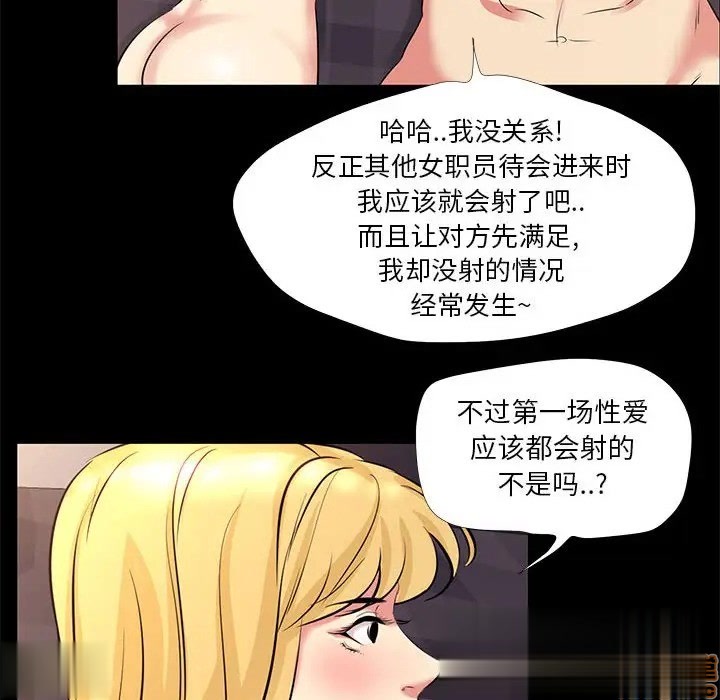 哈哈..我没关系!
反正其他女职员待会进来时
我应该就会射了吧..
而且让对方先满足,
我却没射的情况
经常发生~
不过第一场性爱
应该都会射的
不是吗..?